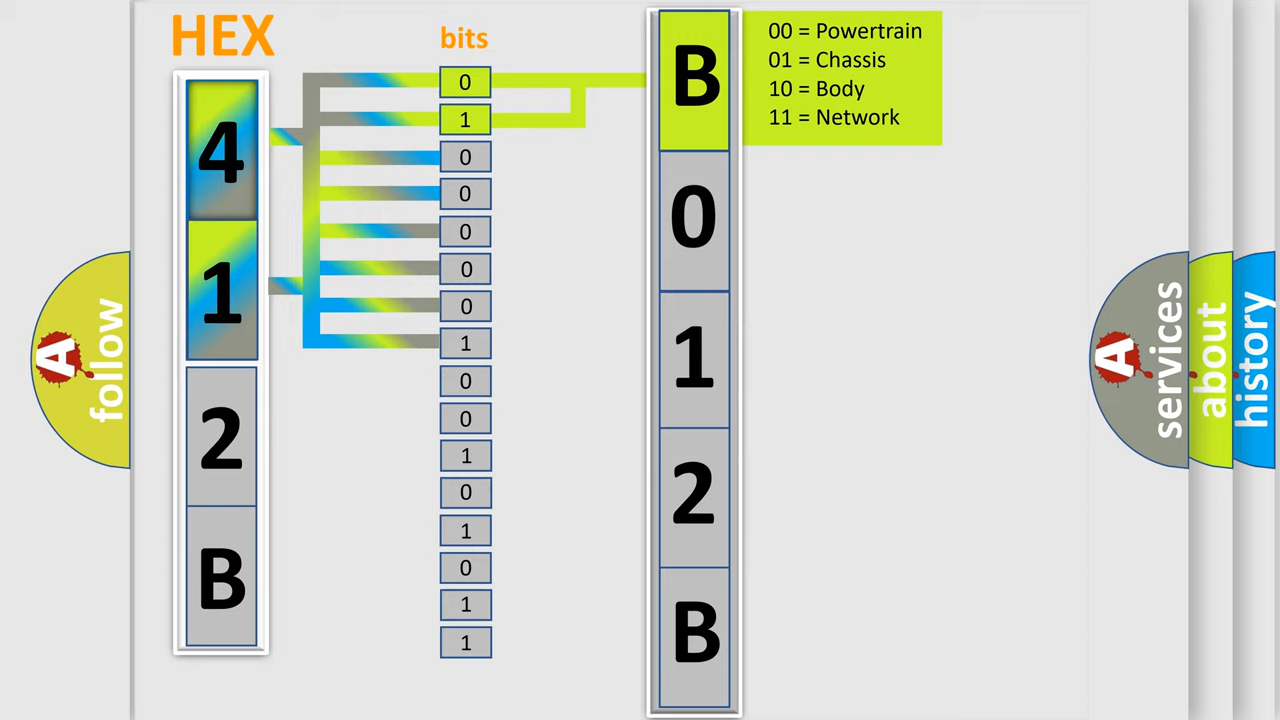 HEX
bits
4
1
2
B
0
1
0
0
0
0
0
1
0
0
1
0
1
0
1
1
B
0
1
2
B
00 = Powertrain
01 = Chassis
10 = Body
11 = Network
A
follow
A
services
about
history